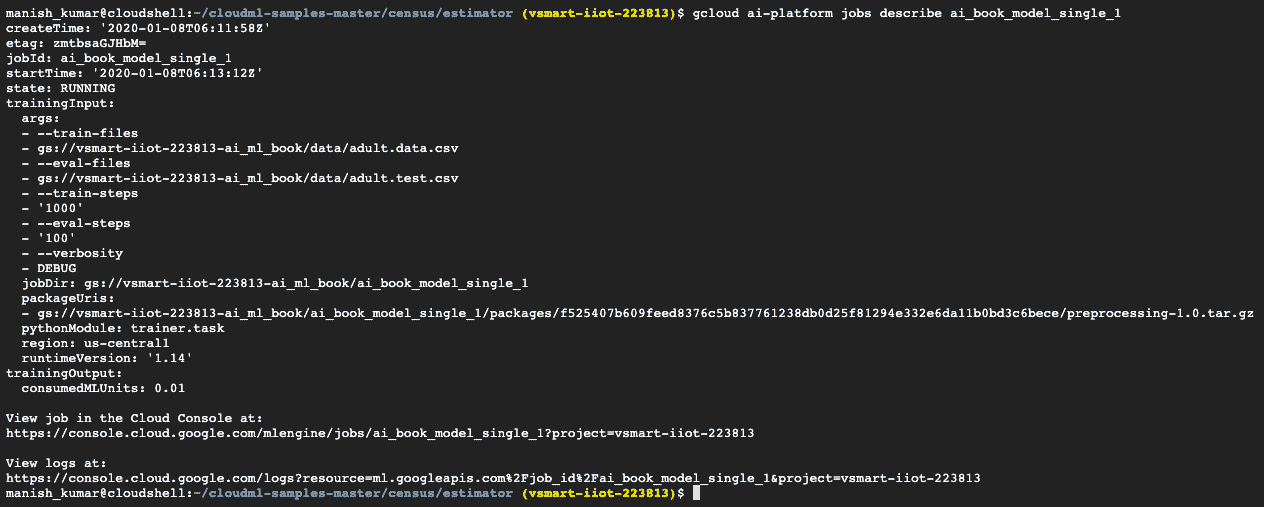 manish_kumar@cloudshell:~/cloudml-samples-master/census/estimator (vsmart-iiot-223813)$ gcloud ai-platform jobs describe ai_book_model_single_1
createTime: '2020-01-08T06:11:58Z'
etag: zmtbsaGJHbM=
jobId: ai_book_model_single_1
startTime: '2020-01-08T06:13:12Z'
state: RUNNING
trainingInput:
  args:
  - --train-files
  - gs://vsmart-iiot-223813-ai_ml_book/data/adult.data.csv
  - --eval-files
  - gs://vsmart-iiot-223813-ai_ml_book/data/adult.test.csv
  - --train-steps
  - '1000'
  - --eval-steps
  - '100'
  - --verbosity
  - DEBUG
  jobDir: gs://vsmart-iiot-223813-ai_ml_book/ai_book_model_single_1
  packageUris:
  - gs://vsmart-iiot-223813-ai_ml_book/ai_book_model_single_1/packages/f525407b609feed8376c5b837761238db0d25f81294e332e6da11b0bd3c6bece/preprocessing-1.0.tar.gz
  pythonModule: trainer.task
  region: us-central1
  runtimeVersion: '1.14'
trainingOutput:
  consumedMLUnits: 0.01
View job in the Cloud Console at:
https://console.cloud.google.com/mlengine/jobs/ai_book_model_single_1?project=vsmart-iiot-223813
View logs at:
https://console.cloud.google.com/logs?resource=ml.googleapis.com%2Fjob_id%2Fai_book_model_single_1&project=vsmart-iiot-223813
manish_kumar@cloudshell:~/cloudml-samples-master/census/estimator (vsmart-iiot-223813)$